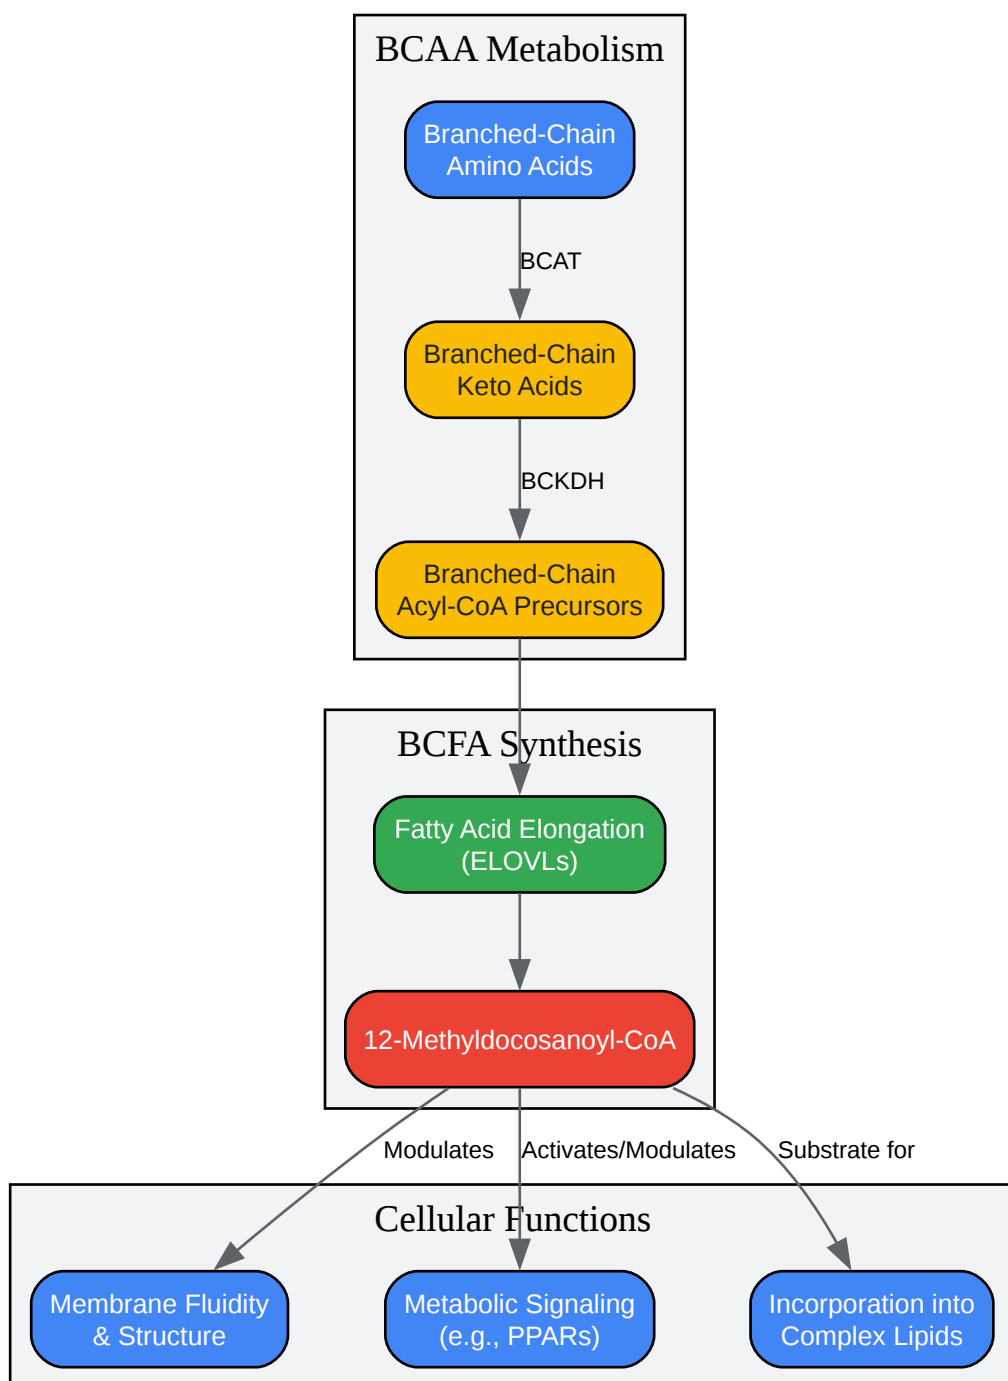 BCAA Metabolism
Branched-Chain
Amino Acids
BCAT
Branched-Chain
Keto Acids
BCKDH
Branched-Chain
Acyl-CoA Precursors
BCFA Synthesis
Fatty Acid Elongation
(ELOVLs)
12-Methyldocosanoyl-CoA
Modulates
Activates/Modulates
Substrate for
Cellular Functions
Membrane Fluidity
& Structure
Metabolic Signaling
(e.g., PPARs)
Incorporation into
Complex Lipids